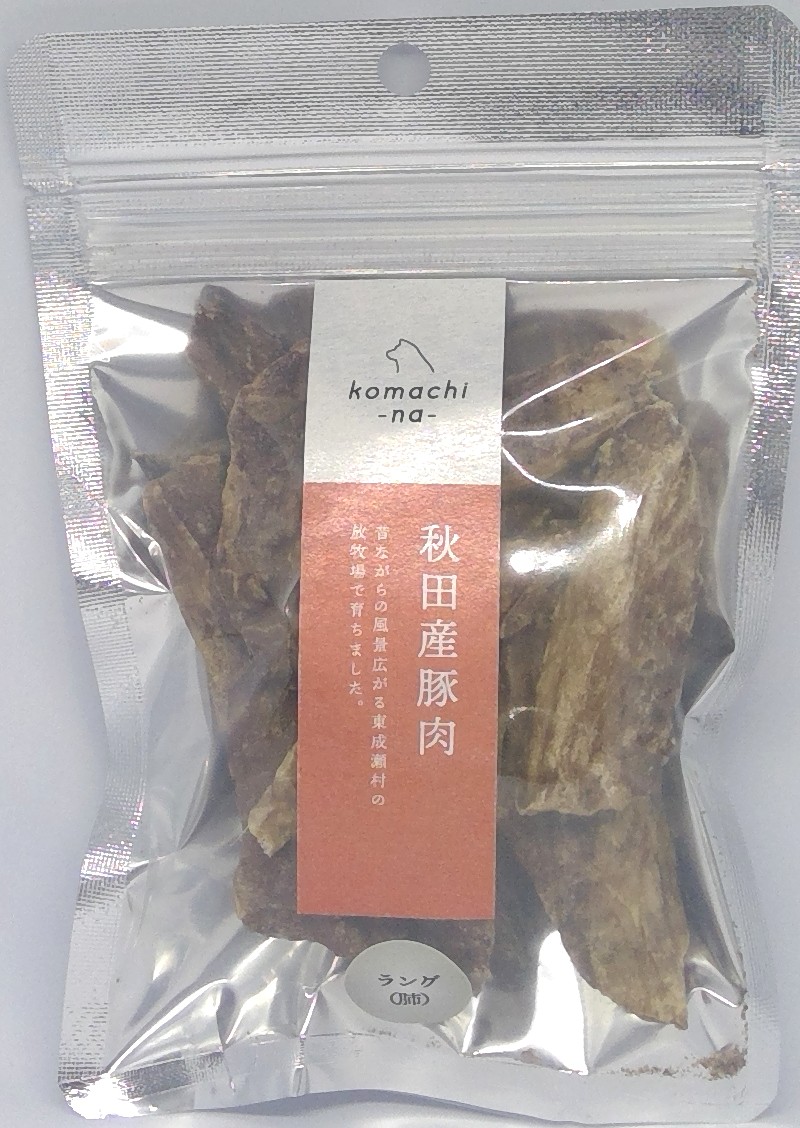 komachi
-na-
秋田産豚肉
昔ながらの風景広がる東成瀬村の
放牧場で育ちました。
ラング
(肺)